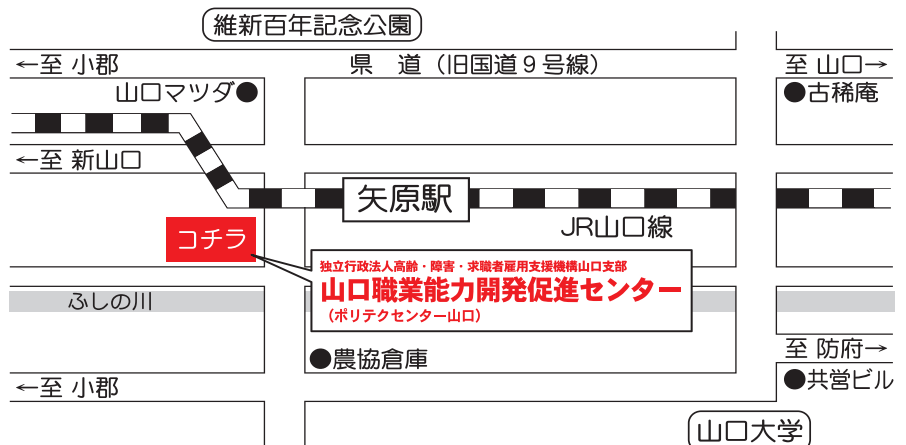 維新百年記念公園
←至 小郡
県 道（旧国道９号線）
至 山口→
山口マツダ●
●古稀庵
←至 新山口
矢原駅
JR山口線
コチラ
独立行政法人高齢・障害・求職者雇用支援機構山口支部
山口職業能力開発促進センター
（ポリテクセンター山口）
ふしの川
●農協倉庫
至 防府→
●共営ビル
←至 小郡
山口大学